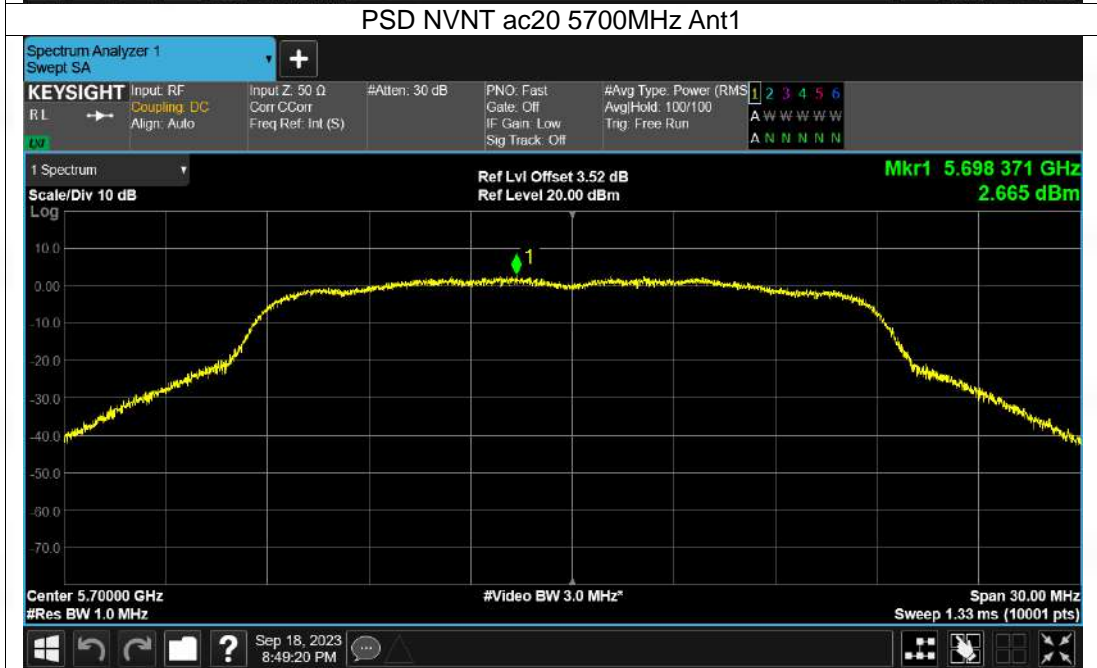 PSD NVNT ac20 5700MHz Ant1
Spectrum Analyzer 1
Swept SA
+
KEYSIGHT
RL
LXI
Input: RF
Coupling: DC
Align: Auto
Input Z: 50 Ω
Corr CCorr
Freq Ref: Int (S)
#Atten: 30 dB
PNO: Fast
Gate: Off
IF Gain: Low
Sig Track: Off
#Avg Type: Power (RMS
Avg|Hold: 100/100
Trig: Free Run
1 2 3 4 5 6
A W W W W W
A N N N N N
1 Spectrum
Scale/Div 10 dB
Ref Lvl Offset 3.52 dB
Ref Level 20.00 dBm
Mkr1 5.698 371 GHz
2.665 dBm
Log
10.0
0.00
-10.0
-20.0
-30.0
-40.0
-50.0
-60.0
-70.0
1
Center 5.70000 GHz
#Res BW 1.0 MHz
#Video BW 3.0 MHz*
Span 30.00 MHz
Sweep 1.33 ms (10001 pts)
?
Sep 18, 2023
8:49:20 PM